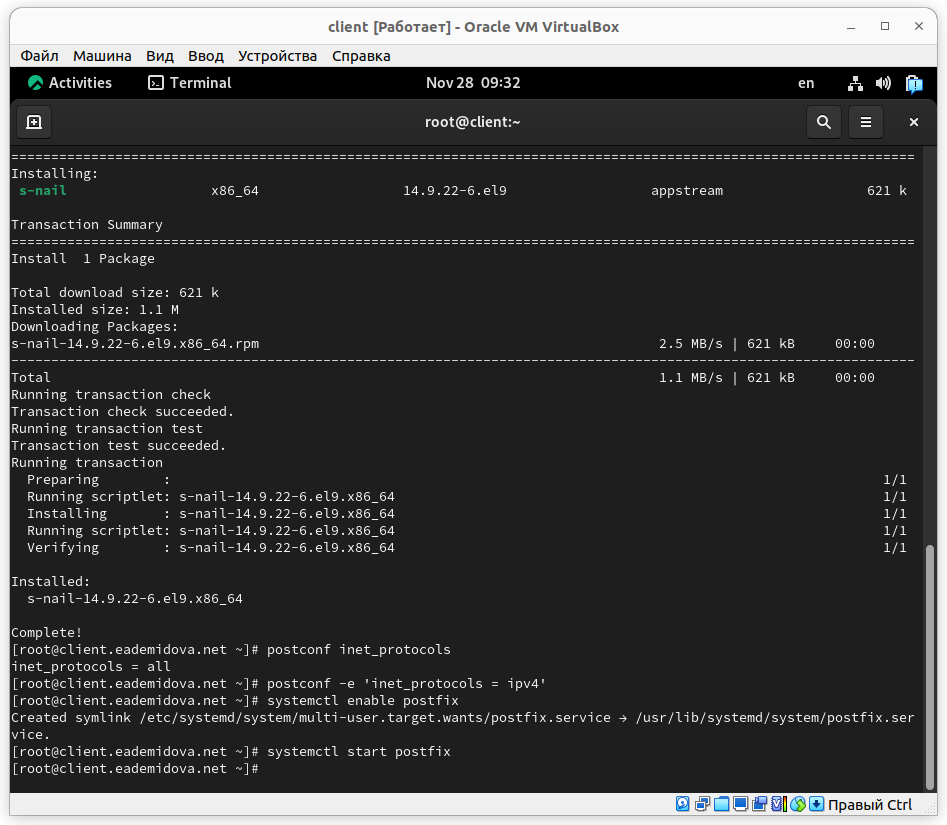 client [Работает] - Oracle VM VirtualBox
Файл Машина Вид Ввод Устройства Справка
Activities Terminal Nov 28 09:32 en
root@client:~
================================================================================================================
Installing:
 s-nail                  x86_64                  14.9.22-6.el9                  appstream                  621 k

Transaction Summary
================================================================================================================
Install  1 Package

Total download size: 621 k
Installed size: 1.1 M
Downloading Packages:
s-nail-14.9.22-6.el9.x86_64.rpm                                                  2.5 MB/s | 621 kB     00:00
----------------------------------------------------------------------------------------------------------------
Total                                                                            1.1 MB/s | 621 kB     00:00
Running transaction check
Transaction check succeeded.
Running transaction test
Transaction test succeeded.
Running transaction
  Preparing        :                                                                                         1/1
  Running scriptlet: s-nail-14.9.22-6.el9.x86_64                                                             1/1
  Installing       : s-nail-14.9.22-6.el9.x86_64                                                             1/1
  Running scriptlet: s-nail-14.9.22-6.el9.x86_64                                                             1/1
  Verifying        : s-nail-14.9.22-6.el9.x86_64                                                             1/1

Installed:
  s-nail-14.9.22-6.el9.x86_64

Complete!
[root@client.eademidova.net ~]# postconf inet_protocols
inet_protocols = all
[root@client.eademidova.net ~]# postconf -e 'inet_protocols = ipv4'
[root@client.eademidova.net ~]# systemctl enable postfix
Created symlink /etc/systemd/system/multi-user.target.wants/postfix.service → /usr/lib/systemd/system/postfix.ser
vice.
[root@client.eademidova.net ~]# systemctl start postfix
[root@client.eademidova.net ~]#
Правый Ctrl